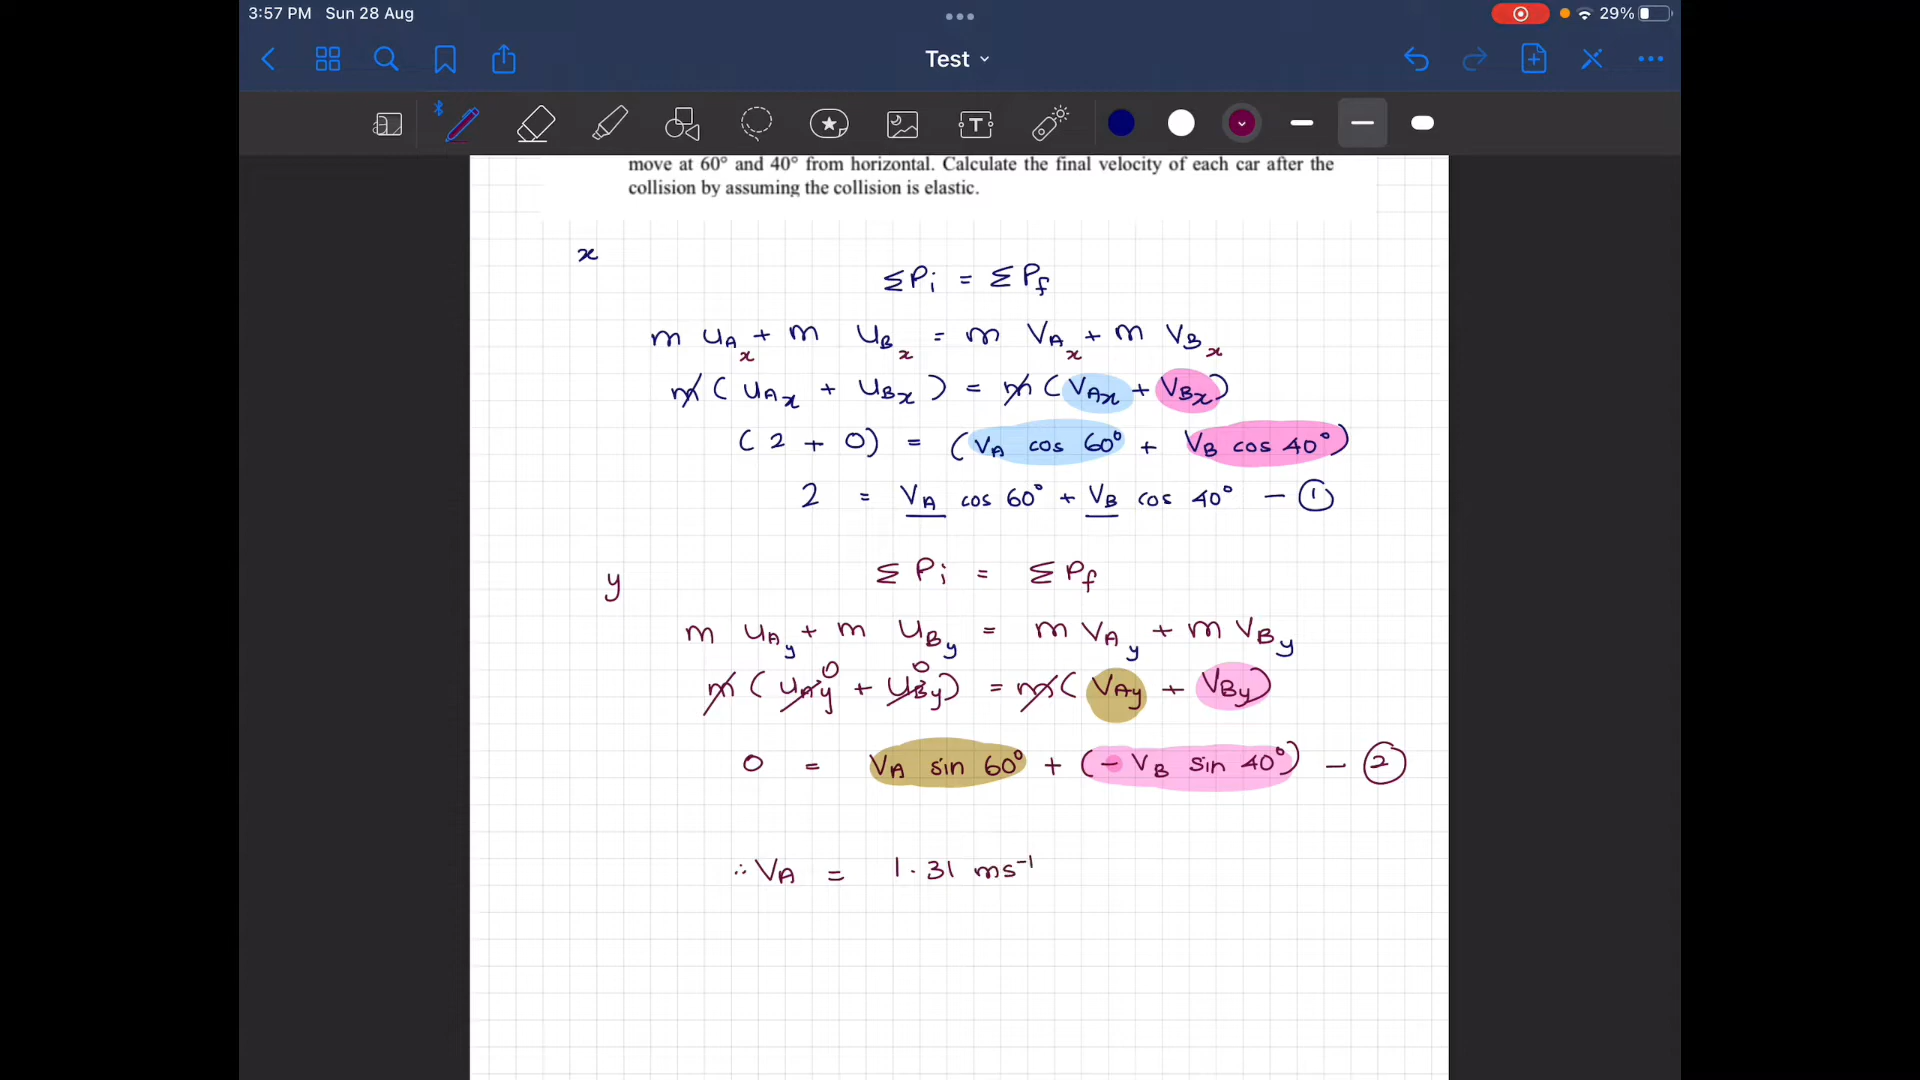 3:57 PM Sun 28 Aug
29%
Test
T
move at 60° and 40° from horizontal. Calculate the final velocity of each car after the
collision by assuming the collision is elastic.
x
ΣPi = ΣPf
m uAx + m uBx = m VAx + m VBx
m ( uAx + uBx ) = m ( VAx + VBx )
( 2 + 0) = (VA cos 60° + VB cos 40°)
2 = VA cos 60° + VB cos 40° – ①
y
ΣPi = ΣPf
m uAy + m uBy = m VAy + m VBy
0 0
m ( uAy + uBy) = m ( VAy + VBy)
0 = VA sin 60° + (– VB sin 40°) – ②
∴ VA = 1.31 ms⁻¹